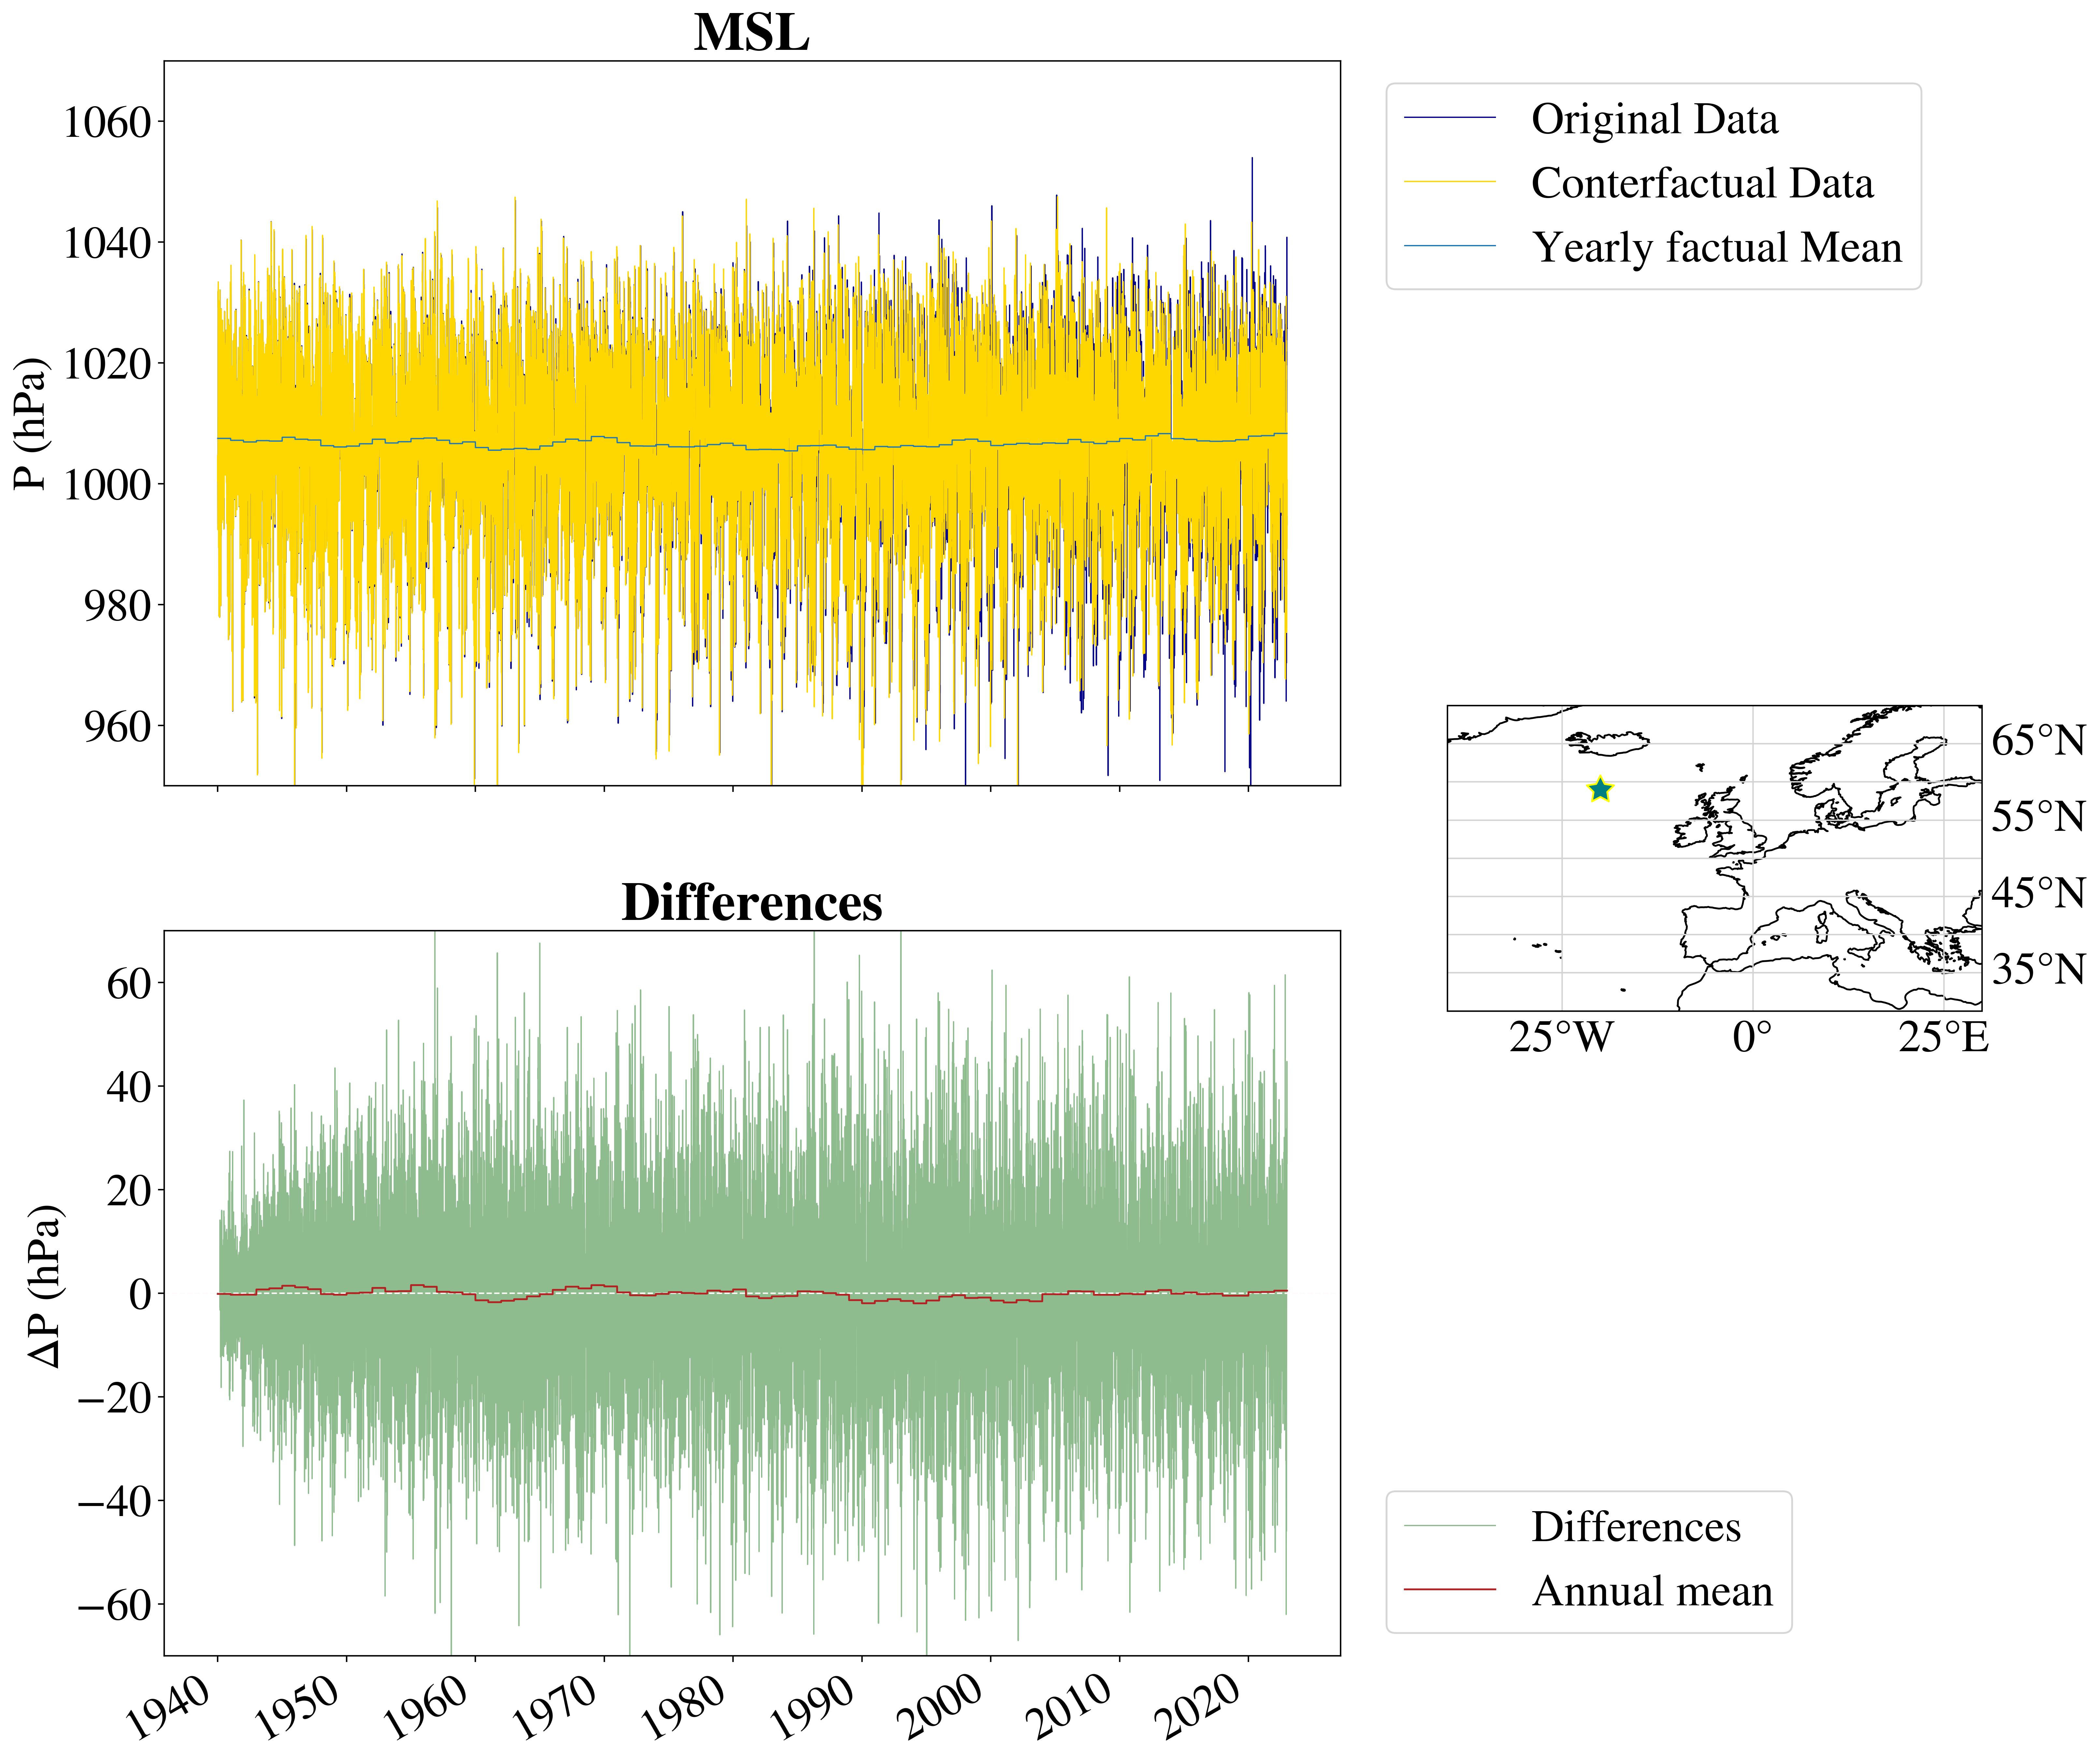 MSL
1060
1040
1020
1000
980
960
P (hPa)
Original Data
Conterfactual Data
Yearly factual Mean
65°N
55°N
45°N
35°N
25°W 0° 25°E
Differences
60
40
20
0
−20
−40
−60
ΔP (hPa)
1940 1950 1960 1970 1980 1990 2000 2010 2020
Differences
Annual mean